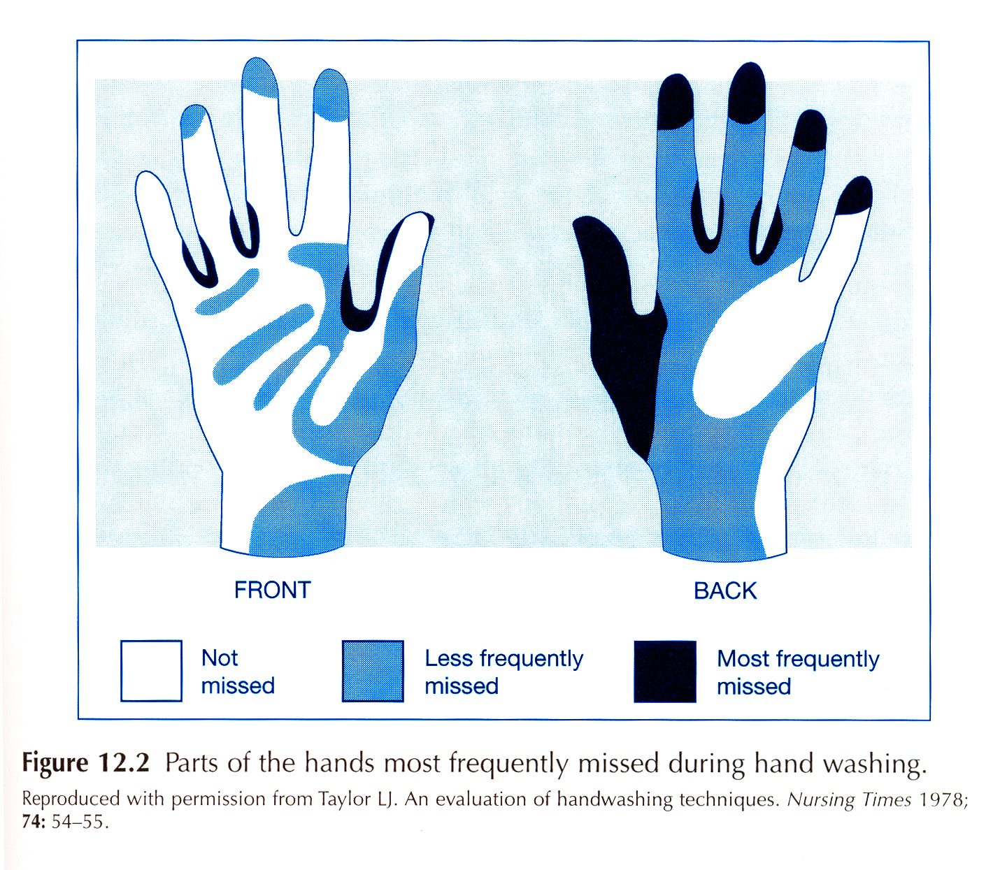 FRONT
BACK
Not
missed
Less frequently
missed
Most frequently
missed
Figure 12.2 Parts of the hands most frequently missed during hand washing.
Reproduced with permission from Taylor LJ. An evaluation of handwashing techniques. Nursing Times 1978;
74: 54–55.